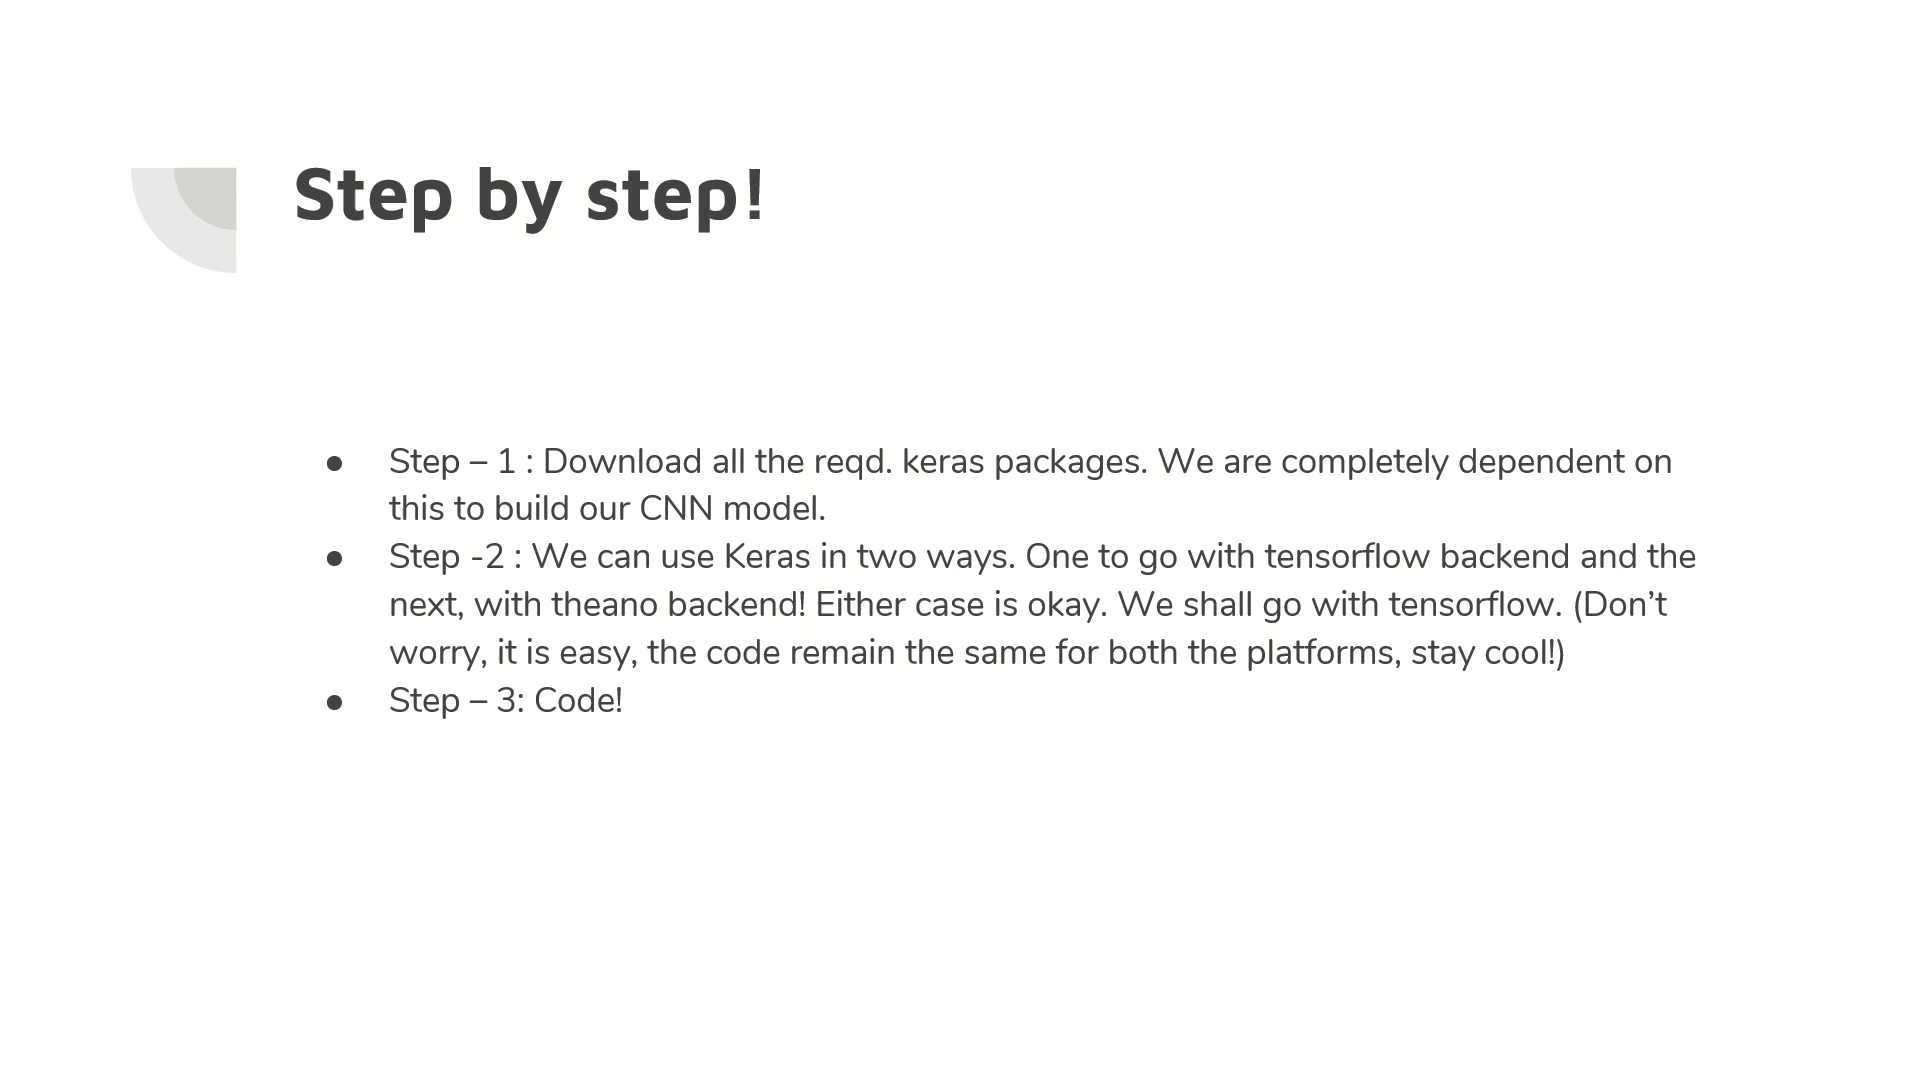 Step by step!
● Step – 1 : Download all the reqd. keras packages. We are completely dependent on
this to build our CNN model.
● Step -2 : We can use Keras in two ways. One to go with tensorflow backend and the
next, with theano backend! Either case is okay. We shall go with tensorflow. (Don’t
worry, it is easy, the code remain the same for both the platforms, stay cool!)
● Step – 3: Code!